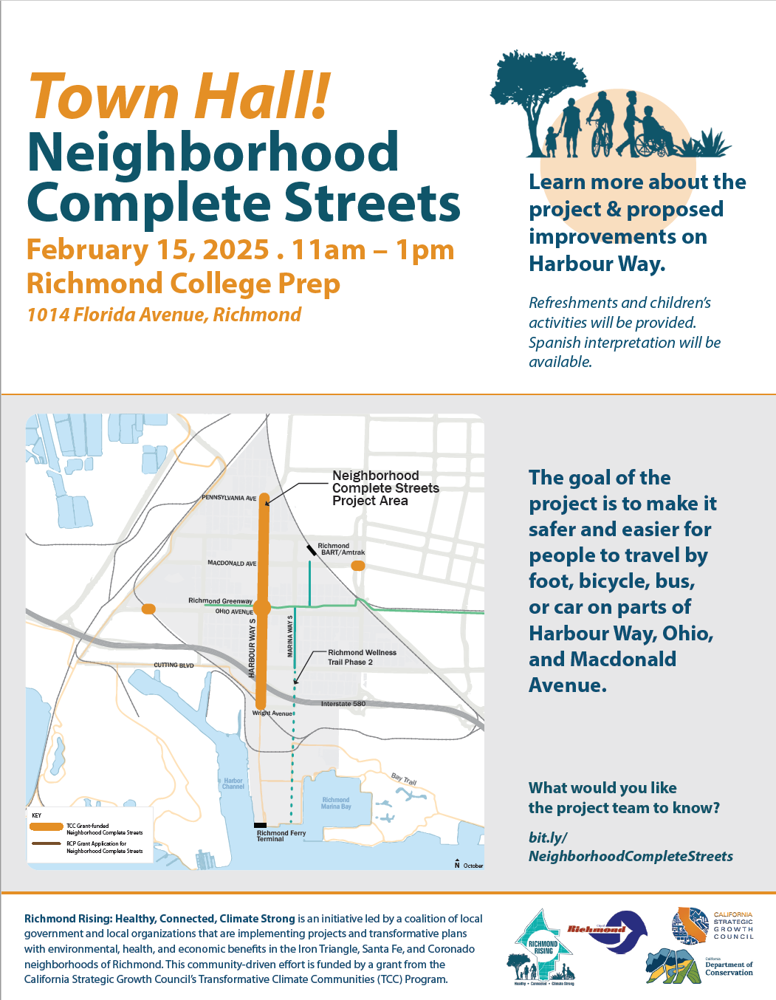 Town Hall!
Neighborhood
Complete Streets
February 15, 2025 . 11am – 1pm
Richmond College Prep
1014 Florida Avenue, Richmond
Learn more about the
project & proposed
improvements on
Harbour Way.
Refreshments and children's
activities will be provided.
Spanish interpretation will be
available.
Neighborhood
Complete Streets
Project Area
PENNSYLVANIA AVE
Richmond
BART/Amtrak
MACDONALD AVE
Richmond Greenway
OHIO AVENUE
HARBOUR WAY S
MARINA WAY S
Richmond Wellness
Trail Phase 2
CUTTING BLVD
Interstate 580
Wright Avenue
Harbor
Channel
Richmond
Marina Bay
Bay Trail
Richmond Ferry
Terminal
KEY
TCC Grant-funded
Neighborhood Complete Streets
RCP Grant Application for
Neighborhood Complete Streets
N October
The goal of the
project is to make it
safer and easier for
people to travel by
foot, bicycle, bus,
or car on parts of
Harbour Way, Ohio,
and Macdonald
Avenue.
What would you like
the project team to know?
bit.ly/
NeighborhoodCompleteStreets
Richmond Rising: Healthy, Connected, Climate Strong is an initiative led by a coalition of local
government and local organizations that are implementing projects and transformative plans
with environmental, health, and economic benefits in the Iron Triangle, Santa Fe, and Coronado
neighborhoods of Richmond. This community-driven effort is funded by a grant from the
California Strategic Growth Council's Transformative Climate Communities (TCC) Program.
RICHMOND
RISING
Healthy • Connected • Climate Strong
City of
Richmond
CALIFORNIA
STRATEGIC
GROWTH
COUNCIL
California
Department of
Conservation